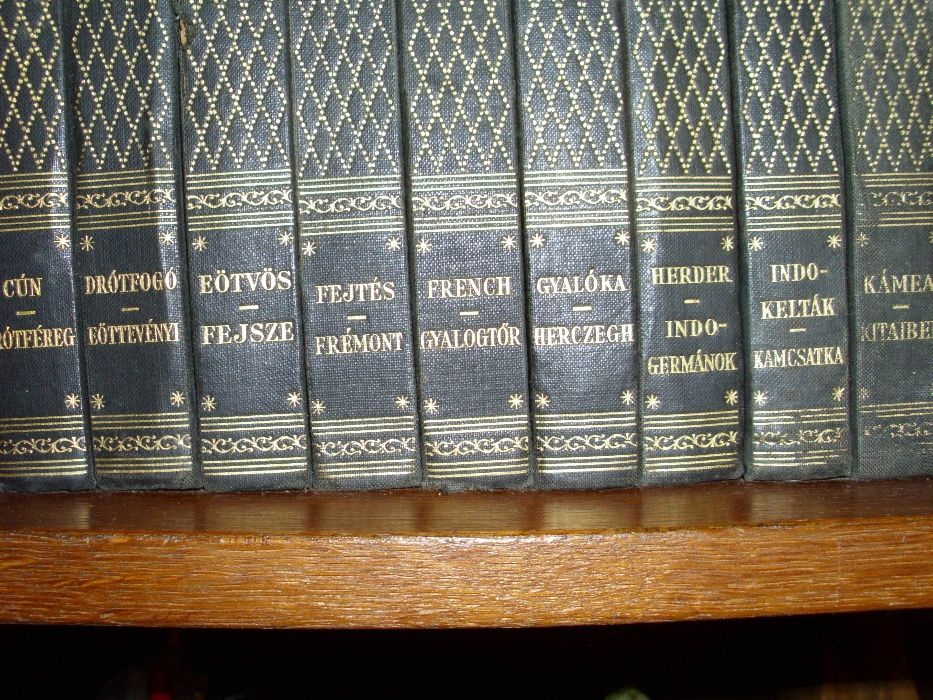 CÚN
—
RÓTFÉREG
DRÓTFOGÓ
—
EÖTTEVÉNYI
EÖTVÖS
—
FEJSZE
FEJTÉS
—
FRÉMONT
FRENCH
—
GYALOGTŐR
GYALÓKA
—
HERCZEGH
HERDER
—
INDO-
GERMÁNOK
INDO-
KELTÁK
—
KAMCSATKA
KÁMEA
—
KITAIBEL